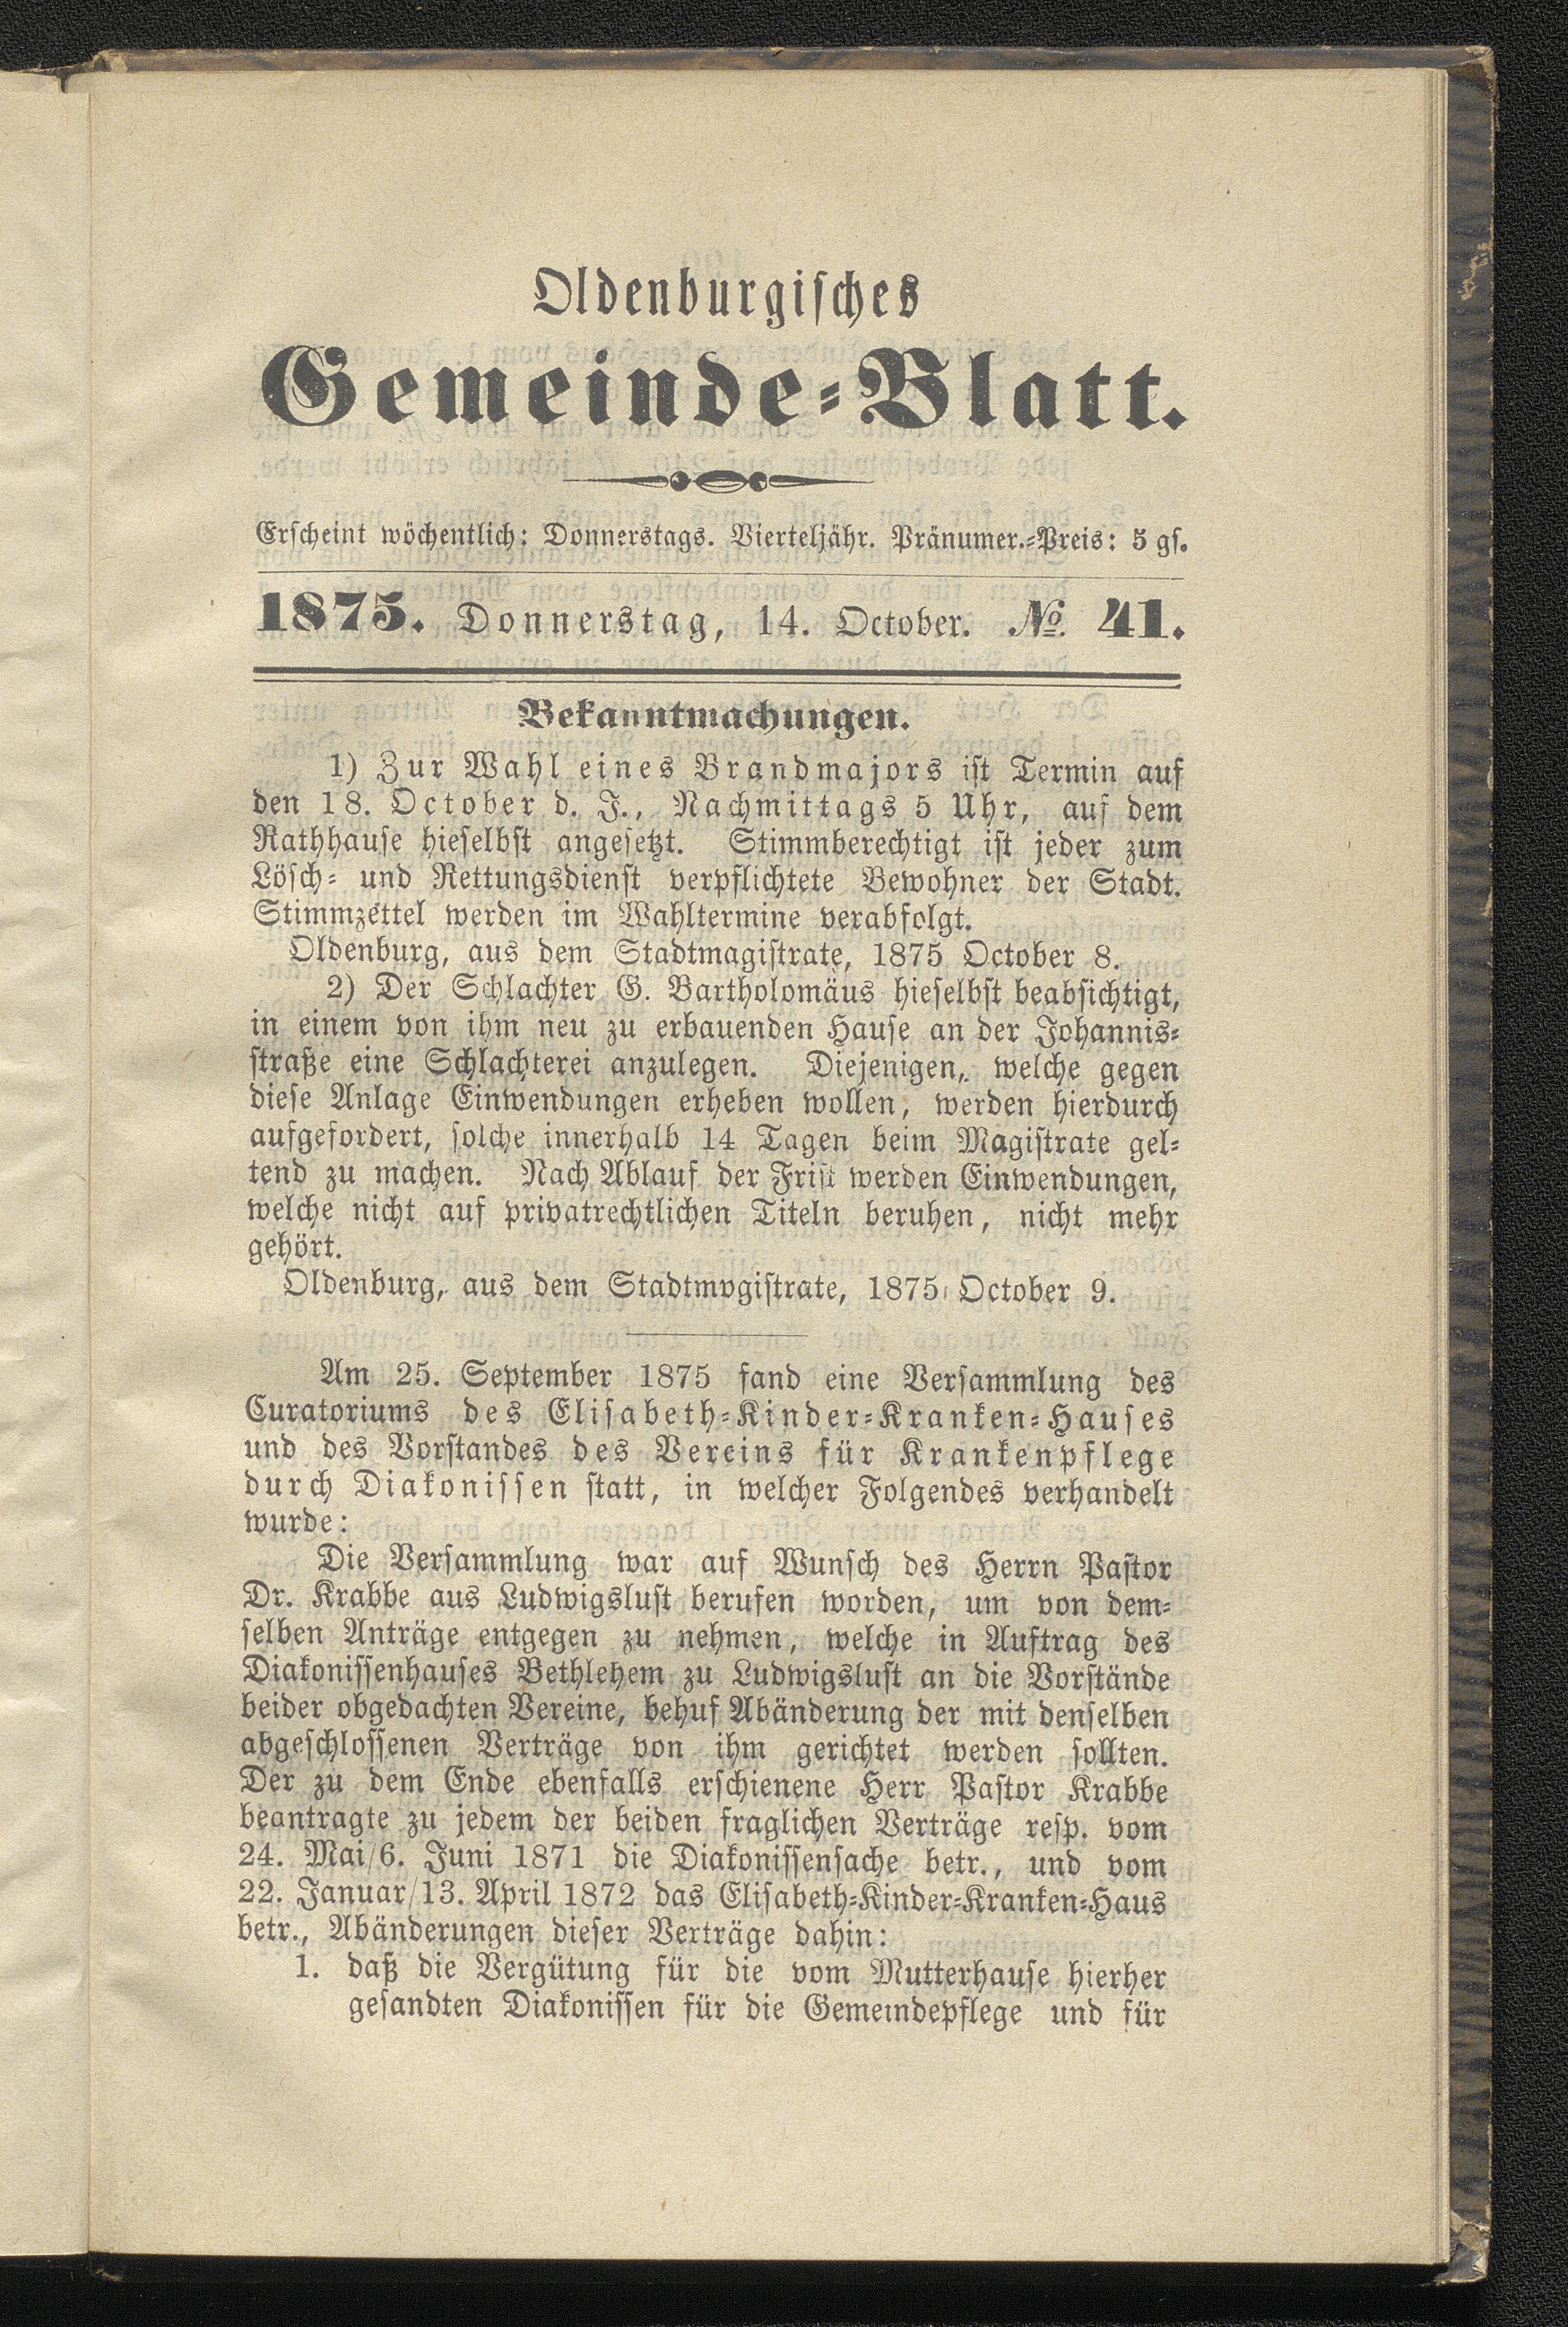 Oldenburgisches
Gemeinde-Blatt.
Erscheint wöchentlich: Donnerstags. Vierteljähr. Pränumer.-Preis: 5 gs.
1875. Donnerstag, 14. October. No. 41.
Bekanntmachungen.
1) Zur Wahl eines Brandmajors ist Termin auf
den 18. October d. J., Nachmittags 5 Uhr, auf dem
Rathhause hieselbst angesetzt. Stimmberechtigt ist jeder zum
Lösch- und Rettungsdienst verpflichtete Bewohner der Stadt.
Stimmzettel werden im Wahltermine verabfolgt.
Oldenburg, aus dem Stadtmagistrate, 1875 October 8.
2) Der Schlachter G. Bartholomäus hieselbst beabsichtigt,
in einem von ihm neu zu erbauenden Hause an der Johannis-
straße eine Schlachterei anzulegen. Diejenigen, welche gegen
diese Anlage Einwendungen erheben wollen, werden hierdurch
aufgefordert, solche innerhalb 14 Tagen beim Magistrate gel-
tend zu machen. Nach Ablauf der Frist werden Einwendungen,
welche nicht auf privatrechtlichen Titeln beruhen, nicht mehr
gehört.
Oldenburg, aus dem Stadtmvgistrate, 1875 October 9.
Am 25. September 1875 fand eine Versammlung des
Curatoriums des Elisabeth-Kinder-Kranken-Hauses
und des Vorstandes des Vereins für Krankenpflege
durch Diakonissen statt, in welcher Folgendes verhandelt
wurde:
Die Versammlung war auf Wunsch des Herrn Pastor
Dr. Krabbe aus Ludwigslust berufen worden, um von dem-
selben Anträge entgegen zu nehmen, welche in Auftrag des
Diakonissenhauses Bethlehem zu Ludwigslust an die Vorstände
beider obgedachten Vereine, behuf Abänderung der mit denselben
abgeschlossenen Verträge von ihm gerichtet werden sollten.
Der zu dem Ende ebenfalls erschienene Herr Pastor Krabbe
beantragte zu jedem der beiden fraglichen Verträge resp. vom
24. Mai/6. Juni 1871 die Diakonissensache betr., und vom
22. Januar/13. April 1872 das Elisabeth-Kinder-Kranken-Haus
betr., Abänderungen dieser Verträge dahin:
1. daß die Vergütung für die vom Mutterhause hierher
gesandten Diakonissen für die Gemeindepflege und für